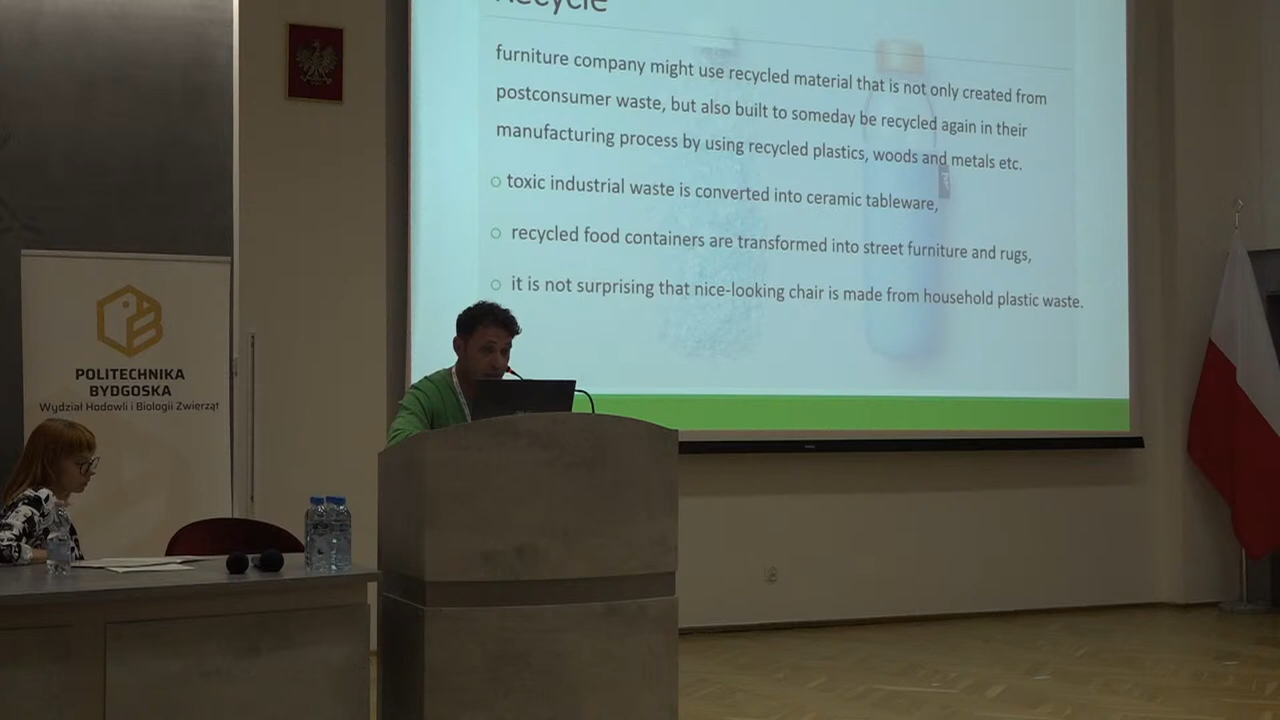 Recycle
furniture company might use recycled material that is not only created from
postconsumer waste, but also built to someday be recycled again in their
manufacturing process by using recycled plastics, woods and metals etc.
toxic industrial waste is converted into ceramic tableware,
recycled food containers are transformed into street furniture and rugs,
it is not surprising that nice-looking chair is made from household plastic waste.
POLITECHNIKA
BYDGOSKA
Wydział Hodowli i Biologii Zwierząt